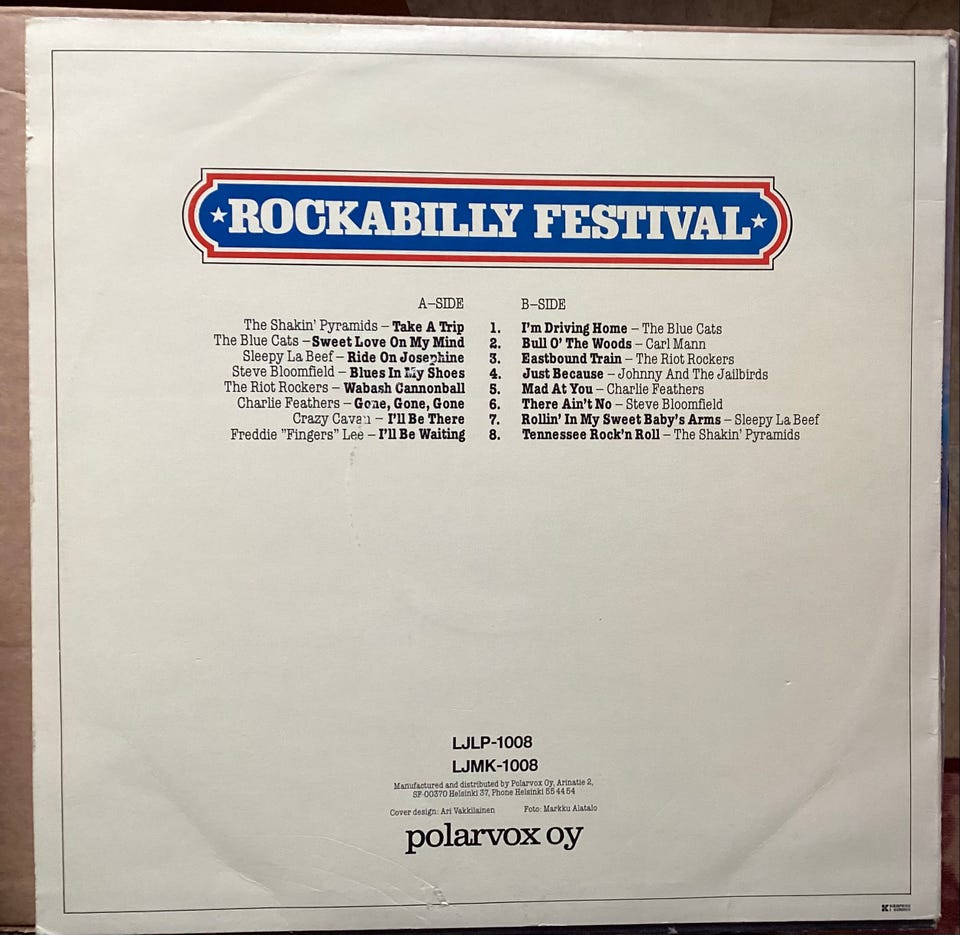 ROCKABILLY FESTIVAL
A–SIDE
The Shakin' Pyramids – Take A Trip
The Blue Cats – Sweet Love On My Mind
Sleepy La Beef – Ride On Josephine
Steve Bloomfield – Blues In My Shoes
The Riot Rockers – Wabash Cannonball
Charlie Feathers – Gone, Gone, Gone
Crazy Cavan – I'll Be There
Freddie "Fingers" Lee – I'll Be Waiting
B–SIDE
1. I'm Driving Home – The Blue Cats
2. Bull O' The Woods – Carl Mann
3. Eastbound Train – The Riot Rockers
4. Just Because – Johnny And The Jailbirds
5. Mad At You – Charlie Feathers
6. There Ain't No – Steve Bloomfield
7. Rollin' In My Sweet Baby's Arms – Sleepy La Beef
8. Tennessee Rock'n Roll – The Shakin' Pyramids
LJLP-1008
LJMK-1008
Manufactured and distributed by Polarvox Oy, Arinatie 2,
SF-00370 Helsinki 37, Phone Helsinki 55 44 54
Cover design: Ari Vakkilainen Foto: Markku Alatalo
polarvox oy